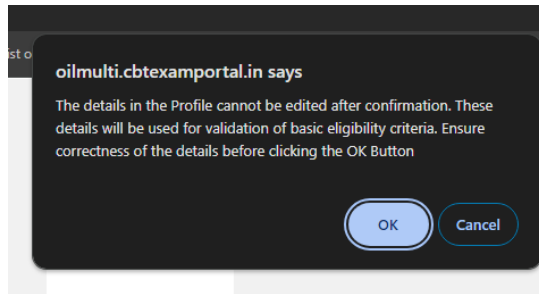 ist o
oilmulti.cbtexamportal.in says
The details in the Profile cannot be edited after confirmation. These
details will be used for validation of basic eligibility criteria. Ensure
correctness of the details before clicking the OK Button
OK
Cancel